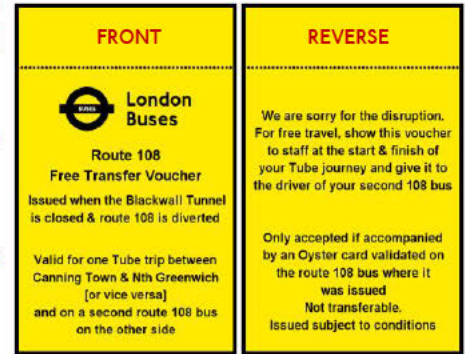 FRONT
BUSES
London
Buses
Route 108
Free Transfer Voucher
Issued when the Blackwall Tunnel
is closed & route 108 is diverted
Valid for one Tube trip between
Canning Town & Nth Greenwich
[or vice versa]
and on a second route 108 bus
on the other side
REVERSE
We are sorry for the disruption.
For free travel, show this voucher
to staff at the start & finish of
your Tube journey and give it to
the driver of your second 108 bus
Only accepted if accompanied
by an Oyster card validated on
the route 108 bus where it
was issued
Not transferable.
Issued subject to conditions